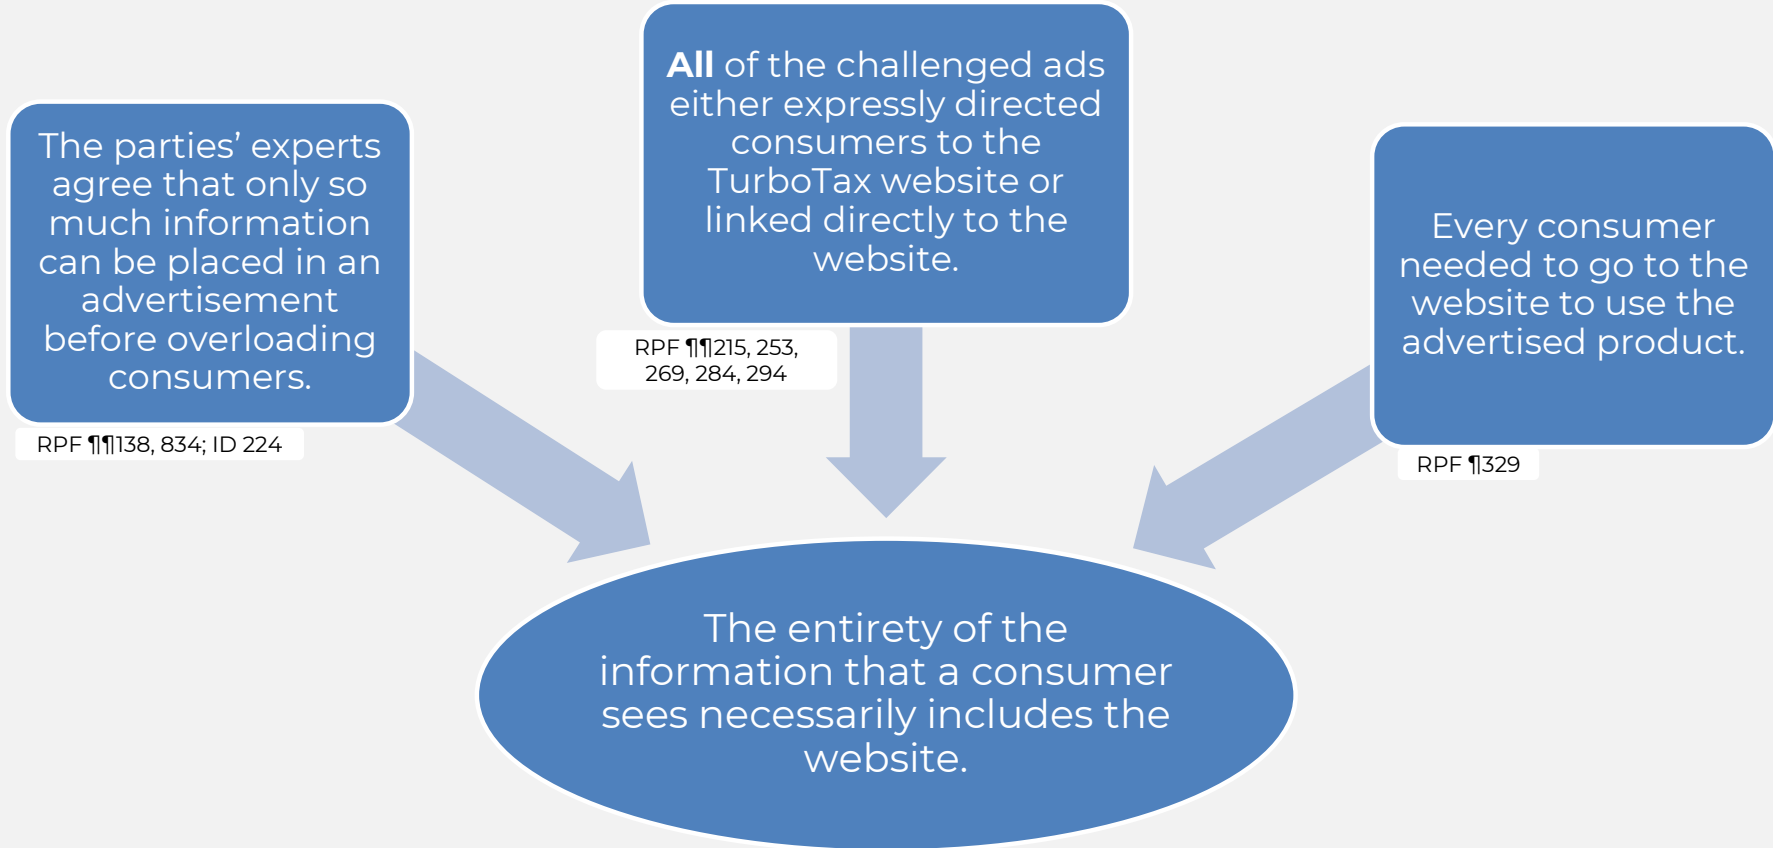 The parties’ experts
agree that only so
much information
can be placed in an
advertisement
before overloading
consumers.
RPF ¶¶138, 834; ID 224
All of the challenged ads
either expressly directed
consumers to the
TurboTax website or
linked directly to the
website.
RPF ¶¶215, 253,
269, 284, 294
Every consumer
needed to go to the
website to use the
advertised product.
RPF ¶329
The entirety of the
information that a consumer
sees necessarily includes the
website.